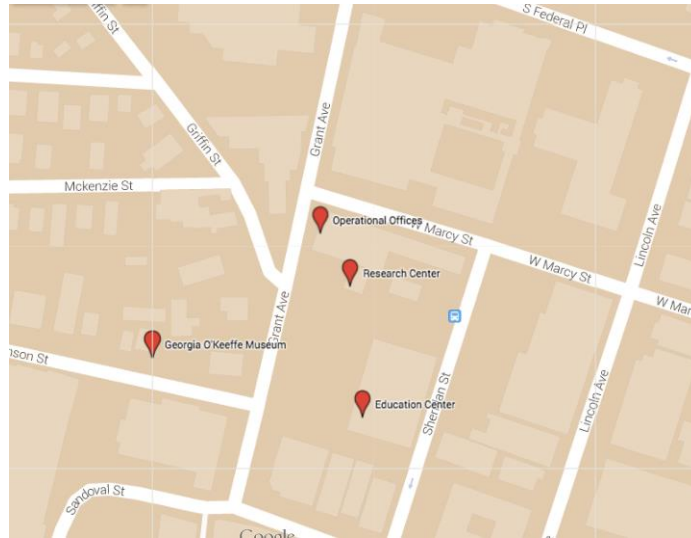 ffin St
S Federal Pl
Grant Ave
Griffin St
Mckenzie St
Operational Offices
W Marcy St
Lincoln Ave
Research Center
W Marcy St
W Mar
Grant Ave
Georgia O'Keeffe Museum
nson St
Education Center
Sheridan St
Lincoln Ave
Sandoval St
Google